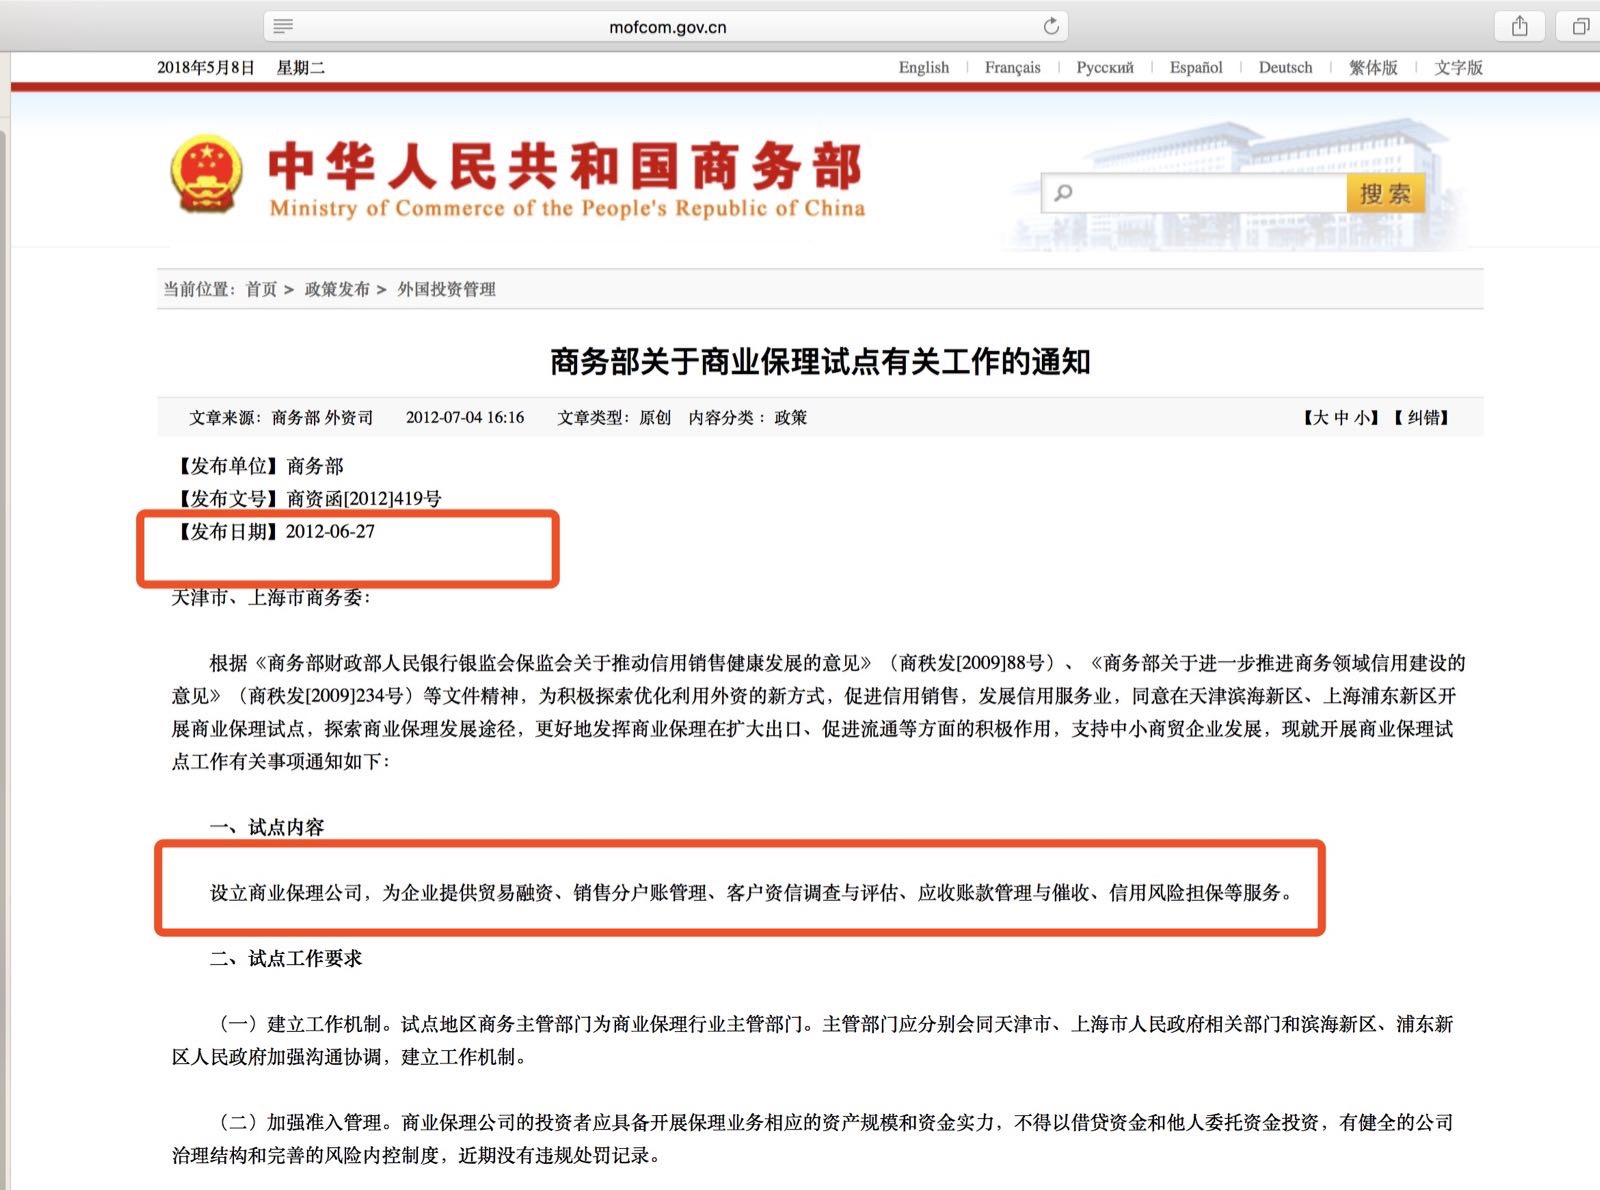 mofcom.gov.cn
2018年5月8日 星期二
English | Français | Русский | Español | Deutsch | 繁体版 | 文字版
中华人民共和国商务部
Ministry of Commerce of the People's Republic of China
搜索
当前位置：首页 > 政策发布 > 外国投资管理
商务部关于商业保理试点有关工作的通知
文章来源：商务部 外资司 2012-07-04 16:16 文章类型：原创 内容分类：政策 【大 中 小】【 纠错】
【发布单位】商务部
【发布文号】商资函[2012]419号
【发布日期】2012-06-27
天津市、上海市商务委：
根据《商务部财政部人民银行银监会保监会关于推动信用销售健康发展的意见》（商秩发[2009]88号）、《商务部关于进一步推进商务领域信用建设的
意见》（商秩发[2009]234号）等文件精神，为积极探索优化利用外资的新方式，促进信用销售，发展信用服务业，同意在天津滨海新区、上海浦东新区开
展商业保理试点，探索商业保理发展途径，更好地发挥商业保理在扩大出口、促进流通等方面的积极作用，支持中小商贸企业发展，现就开展商业保理试
点工作有关事项通知如下：
一、试点内容
设立商业保理公司，为企业提供贸易融资、销售分户账管理、客户资信调查与评估、应收账款管理与催收、信用风险担保等服务。
二、试点工作要求
（一）建立工作机制。试点地区商务主管部门为商业保理行业主管部门。主管部门应分别会同天津市、上海市人民政府相关部门和滨海新区、浦东新
区人民政府加强沟通协调，建立工作机制。
（二）加强准入管理。商业保理公司的投资者应具备开展保理业务相应的资产规模和资金实力，不得以借贷资金和他人委托资金投资，有健全的公司
治理结构和完善的风险内控制度，近期没有违规处罚记录。